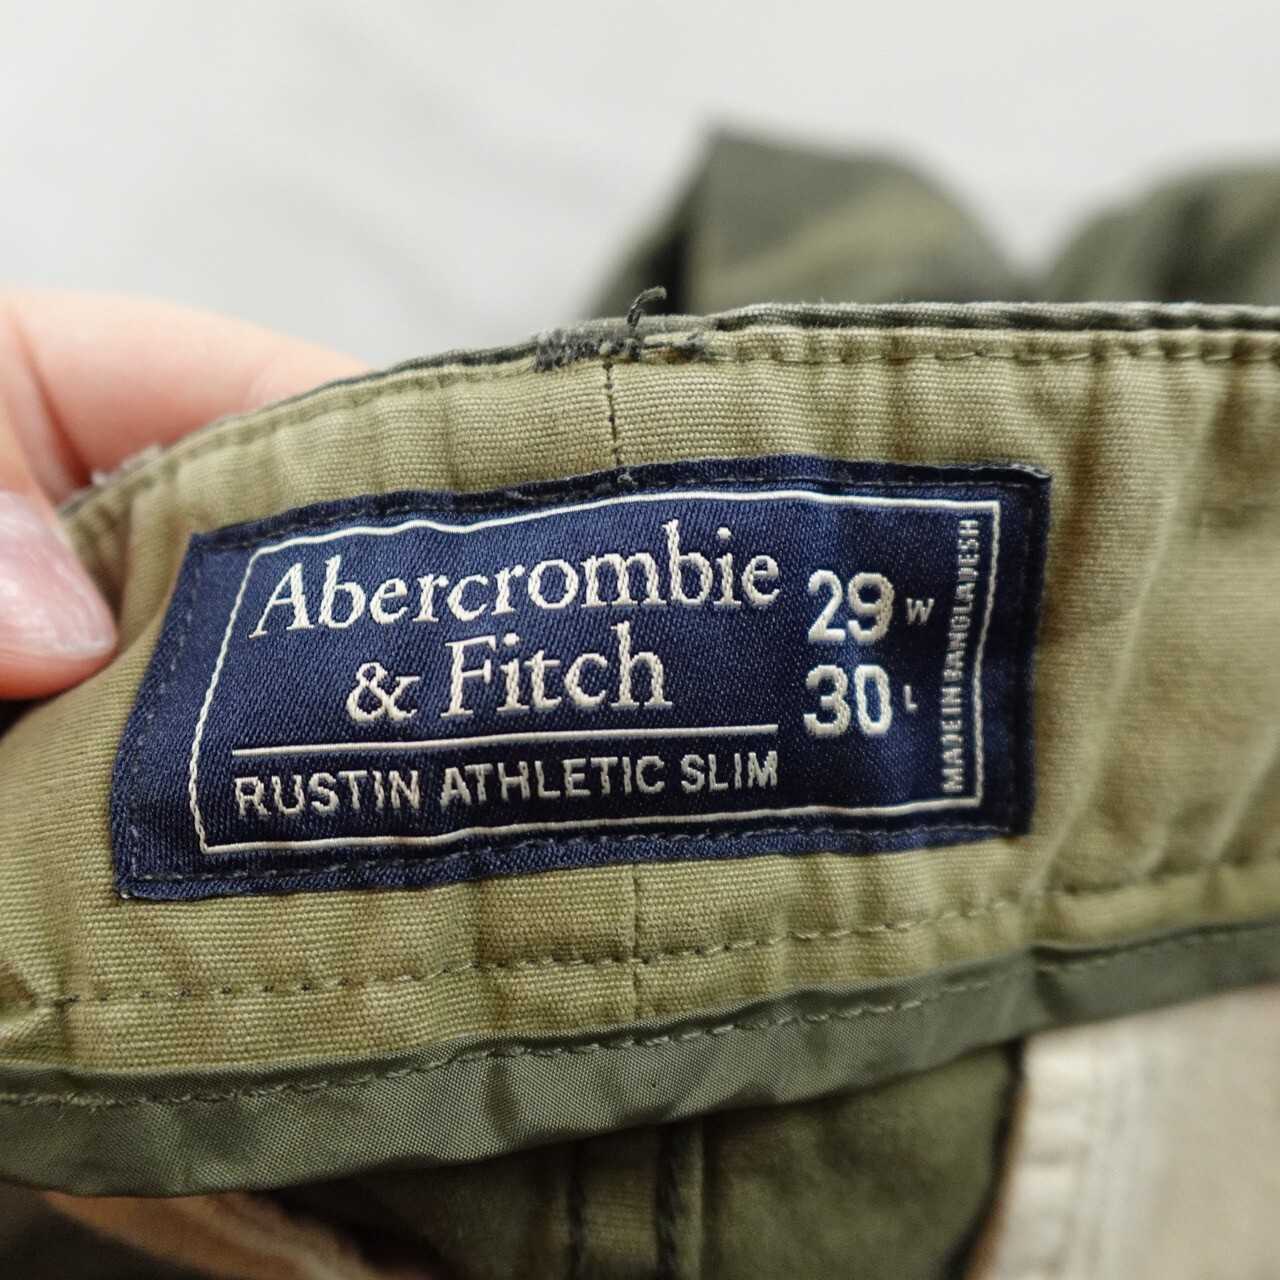 Abercrombie
& Fitch
RUSTIN ATHLETIC SLIM
29 W
30 L
MADE IN BANGLADESH